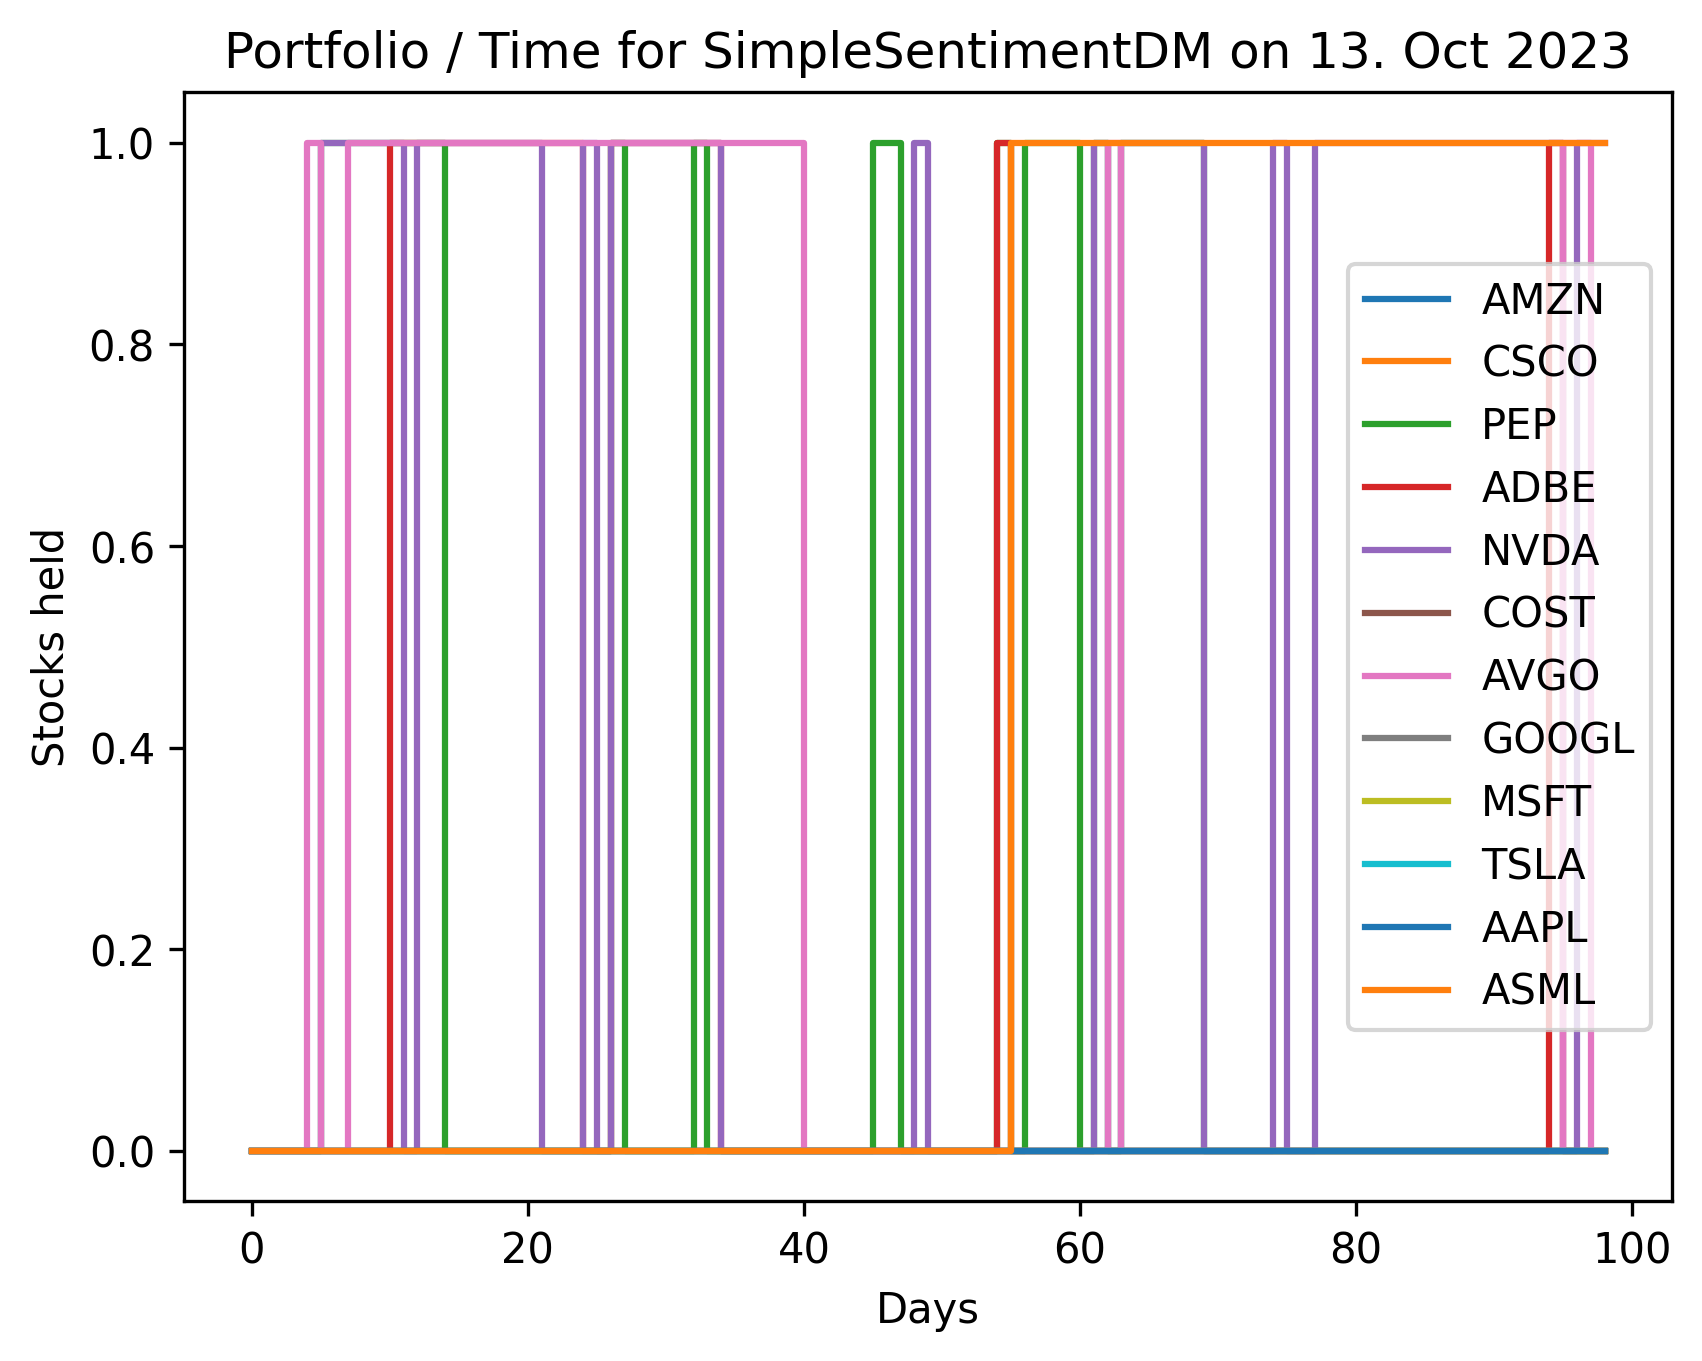 Portfolio / Time for SimpleSentimentDM on 13. Oct 2023
1.0
0.8
0.6
0.4
0.2
0.0
Stocks held
AMZN
CSCO
PEP
ADBE
NVDA
COST
AVGO
GOOGL
MSFT
TSLA
AAPL
ASML
0 20 40 60 80 100
Days